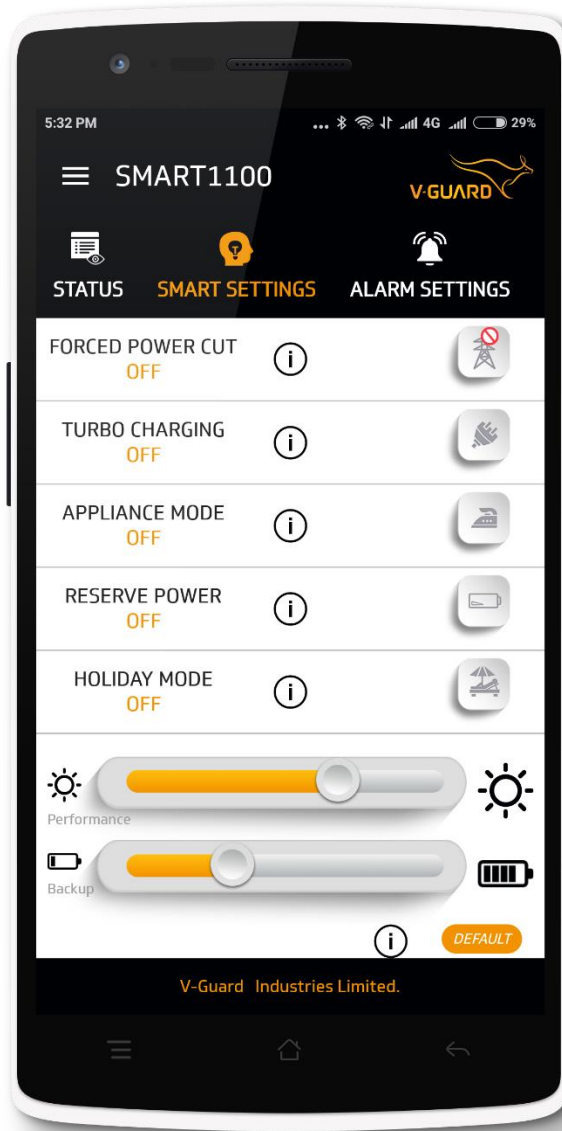 5:32 PM ... 4G 29%
SMART1100
V-GUARD
STATUS SMART SETTINGS ALARM SETTINGS
FORCED POWER CUT
OFF
TURBO CHARGING
OFF
APPLIANCE MODE
OFF
RESERVE POWER
OFF
HOLIDAY MODE
OFF
Performance
Backup
DEFAULT
V-Guard Industries Limited.